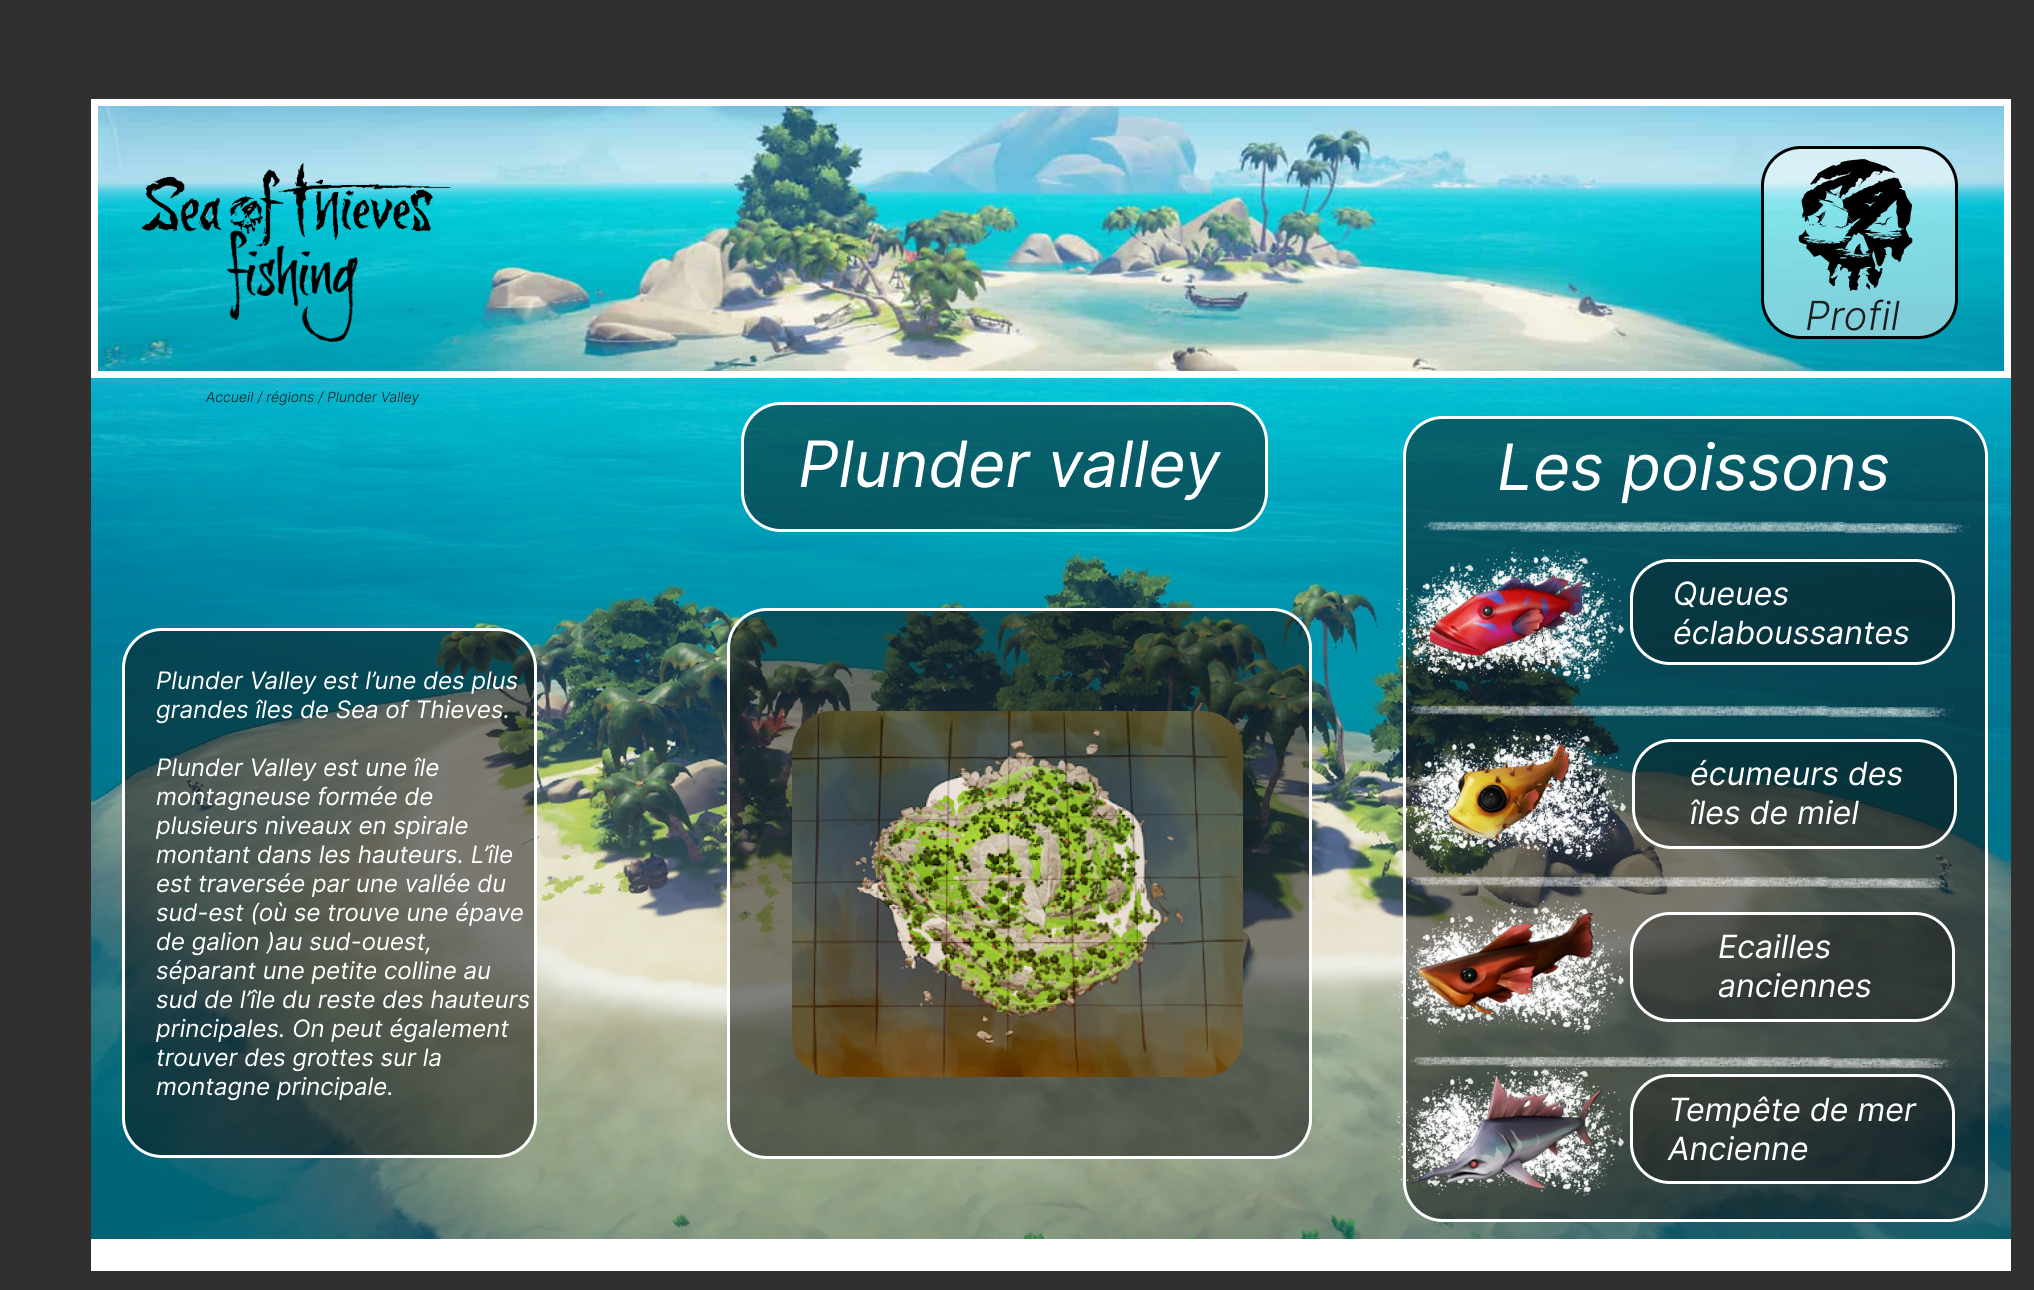 Sea of Thieves
fishing
Profil
Accueil / régions / Plunder Valley
Plunder valley
Plunder Valley est l’une des plus
grandes îles de Sea of Thieves.
Plunder Valley est une île
montagneuse formée de
plusieurs niveaux en spirale
montant dans les hauteurs. L’île
est traversée par une vallée du
sud-est (où se trouve une épave
de galion )au sud-ouest,
séparant une petite colline au
sud de l’île du reste des hauteurs
principales. On peut également
trouver des grottes sur la
montagne principale.
Les poissons
Queues
éclaboussantes
écumeurs des
îles de miel
Ecailles
anciennes
Tempête de mer
Ancienne